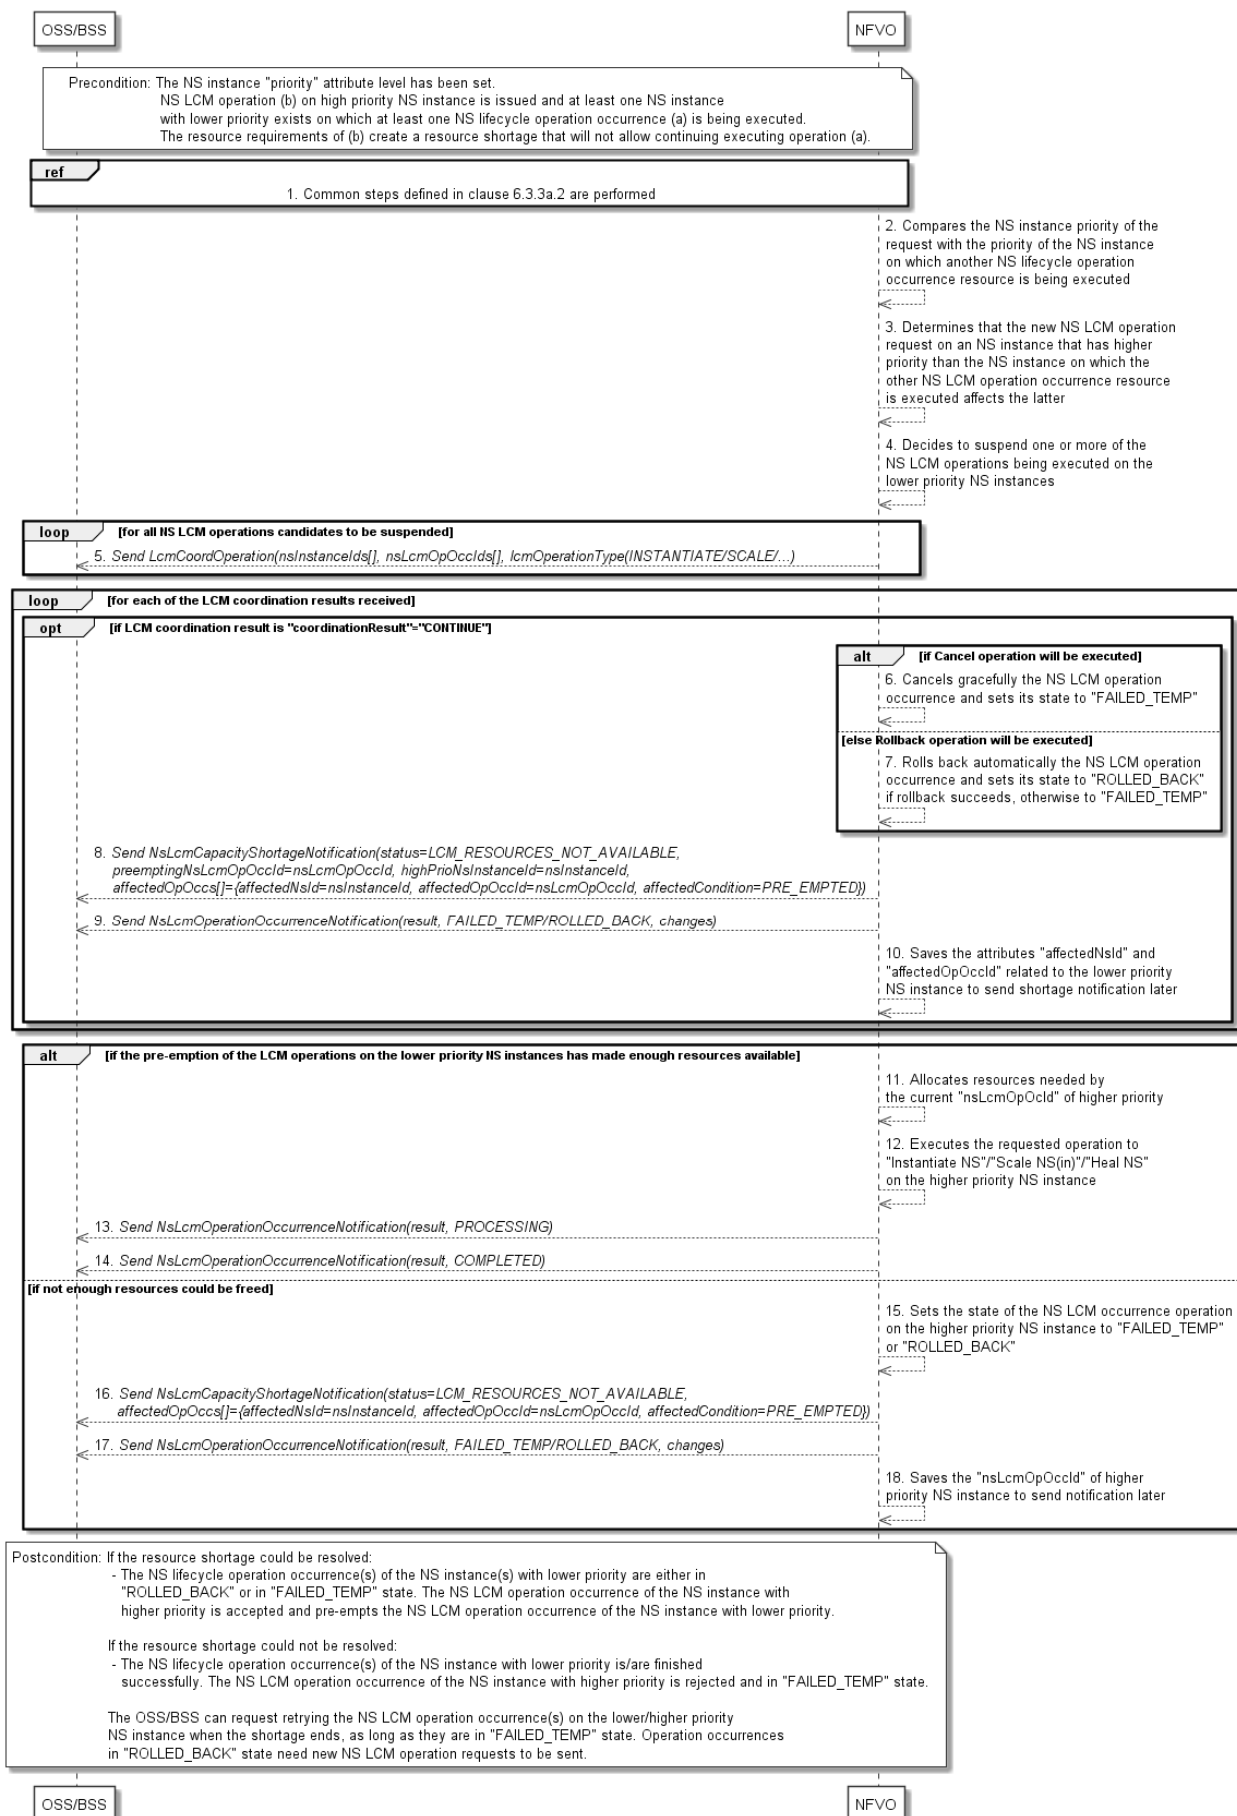 OSS/BSS
NFVO
Precondition: The NS instance "priority" attribute level has been set.
NS LCM operation (b) on high priority NS instance is issued and at least one NS instance
with lower priority exists on which at least one NS lifecycle operation occurrence (a) is being executed.
The resource requirements of (b) create a resource shortage that will not allow continuing executing operation (a).
ref
1. Common steps defined in clause 6.3.3a.2 are performed
2. Compares the NS instance priority of the
request with the priority of the NS instance
on which another NS lifecycle operation
occurrence resource is being executed
3. Determines that the new NS LCM operation
request on an NS instance that has higher
priority than the NS instance on which the
other NS LCM operation occurrence resource
is executed affects the latter
4. Decides to suspend one or more of the
NS LCM operations being executed on the
lower priority NS instances
loop
[for all NS LCM operations candidates to be suspended]
5. Send LcmCoordOperation(nsInstanceIds[], nsLcmOpOccIds[], lcmOperationType(INSTANTIATE/SCALE/...)
loop
[for each of the LCM coordination results received]
opt
[if LCM coordination result is "coordinationResult"="CONTINUE"]
alt
[if Cancel operation will be executed]
6. Cancels gracefully the NS LCM operation
occurrence and sets its state to "FAILED_TEMP"
[else Rollback operation will be executed]
7. Rolls back automatically the NS LCM operation
occurrence and sets its state to "ROLLED_BACK"
if rollback succeeds, otherwise to "FAILED_TEMP"
8. Send NsLcmCapacityShortageNotification(status=LCM_RESOURCES_NOT_AVAILABLE,
preemptingNsLcmOpOccId=nsLcmOpOccId, highPrioNsInstanceId=nsInstanceId,
affectedOpOccs[]={affectedNsId=nsInstanceId, affectedOpOccId=nsLcmOpOccId, affectedCondition=PRE_EMPTED})
9. Send NsLcmOperationOccurrenceNotification(result, FAILED_TEMP/ROLLED_BACK, changes)
10. Saves the attributes "affectedNsId" and
"affectedOpOccId" related to the lower priority
NS instance to send shortage notification later
alt
[if the pre-emption of the LCM operations on the lower priority NS instances has made enough resources available]
11. Allocates resources needed by
the current "nsLcmOpOcId" of higher priority
12. Executes the requested operation to
"Instantiate NS"/"Scale NS(in)"/"Heal NS"
on the higher priority NS instance
13. Send NsLcmOperationOccurrenceNotification(result, PROCESSING)
14. Send NsLcmOperationOccurrenceNotification(result, COMPLETED)
[if not enough resources could be freed]
15. Sets the state of the NS LCM occurrence operation
on the higher priority NS instance to "FAILED_TEMP"
or "ROLLED_BACK"
16. Send NsLcmCapacityShortageNotification(status=LCM_RESOURCES_NOT_AVAILABLE,
affectedOpOccs[]={affectedNsId=nsInstanceId, affectedOpOccId=nsLcmOpOccId, affectedCondition=PRE_EMPTED})
17. Send NsLcmOperationOccurrenceNotification(result, FAILED_TEMP/ROLLED_BACK, changes)
18. Saves the "nsLcmOpOccId" of higher
priority NS instance to send notification later
Postcondition: If the resource shortage could be resolved:
- The NS lifecycle operation occurrence(s) of the NS instance(s) with lower priority are either in
"ROLLED_BACK" or in "FAILED_TEMP" state. The NS LCM operation occurrence of the NS instance with
higher priority is accepted and pre-empts the NS LCM operation occurrence of the NS instance with lower priority.
If the resource shortage could not be resolved:
- The NS lifecycle operation occurrence(s) of the NS instance with lower priority is/are finished
successfully. The NS LCM operation occurrence of the NS instance with higher priority is rejected and in "FAILED_TEMP" state.
The OSS/BSS can request retrying the NS LCM operation occurrence(s) on the lower/higher priority
NS instance when the shortage ends, as long as they are in "FAILED_TEMP" state. Operation occurrences
in "ROLLED_BACK" state need new NS LCM operation requests to be sent.
OSS/BSS
NFVO